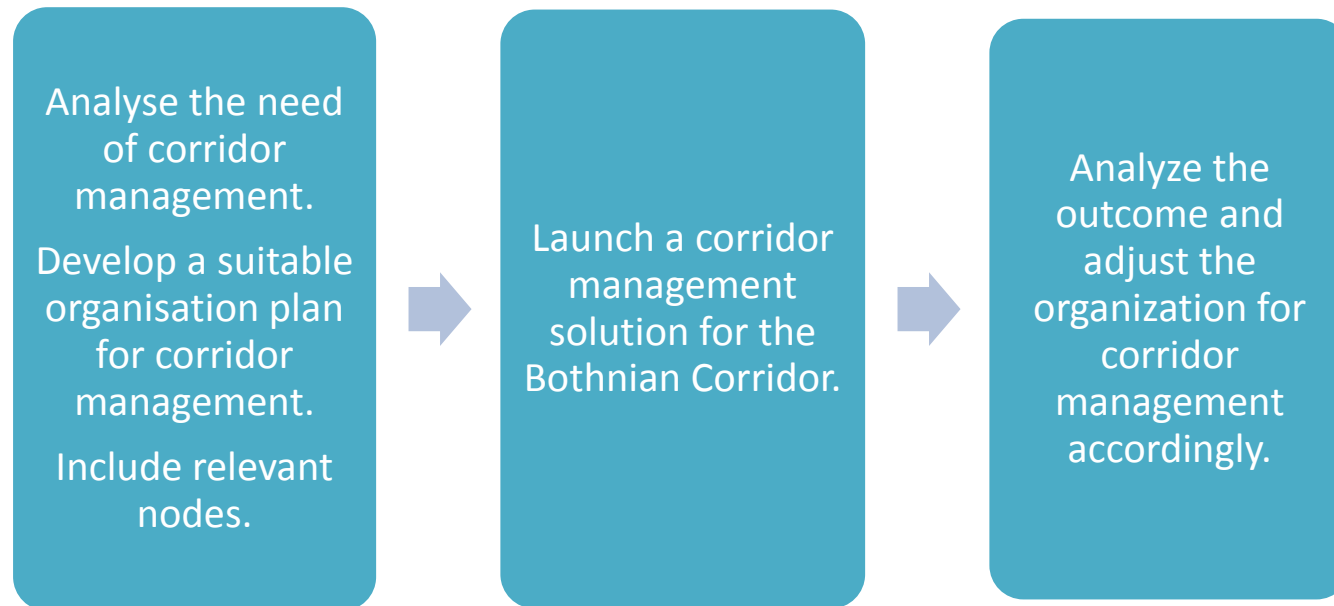 Analyse the need
of corridor
management.
Develop a suitable
organisation plan
for corridor
management.
Include relevant
nodes.
Launch a corridor
management
solution for the
Bothnian Corridor.
Analyze the
outcome and
adjust the
organization for
corridor
management
accordingly.